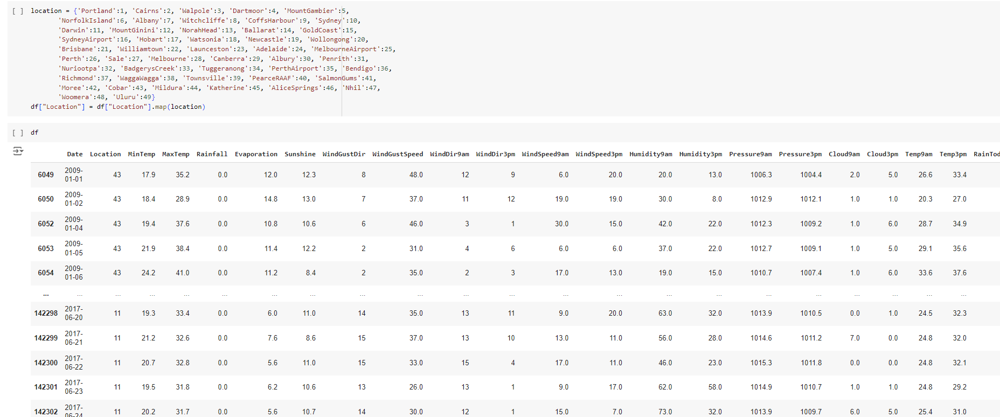 [ ] location = {'Portland':1, 'Cairns':2, 'Walpole':3, 'Dartmoor':4, 'MountGambier':5,
'NorfolkIsland':6, 'Albany':7, 'Witchcliffe':8, 'CoffsHarbour':9, 'Sydney':10,
'Darwin':11, 'MountGinini':12, 'NorahHead':13, 'Ballarat':14, 'GoldCoast':15,
'SydneyAirport':16, 'Hobart':17, 'Watsonia':18, 'Newcastle':19, 'Wollongong':20,
'Brisbane':21, 'Williamtown':22, 'Launceston':23, 'Adelaide':24, 'MelbourneAirport':25,
'Perth':26, 'Sale':27, 'Melbourne':28, 'Canberra':29, 'Albury':30, 'Penrith':31,
'Nuriootpa':32, 'BadgerysCreek':33, 'Tuggeranong':34, 'PerthAirport':35, 'Bendigo':36,
'Richmond':37, 'WaggaWagga':38, 'Townsville':39, 'PearceRAAF':40, 'SalmonGums':41,
'Moree':42, 'Cobar':43, 'Mildura':44, 'Katherine':45, 'AliceSprings':46, 'Nhil':47,
'Woomera':48, 'Uluru':49}
df["Location"] = df["Location"].map(location)
[ ] df
Date Location MinTemp MaxTemp Rainfall Evaporation Sunshine WindGustDir WindGustSpeed WindDir9am WindDir3pm WindSpeed9am WindSpeed3pm Humidity9am Humidity3pm Pressure9am Pressure3pm Cloud9am Cloud3pm Temp9am Temp3pm RainTod
6049 2009-01-01 43 17.9 35.2 0.0 12.0 12.3 8 48.0 12 9 6.0 20.0 20.0 13.0 1006.3 1004.4 2.0 5.0 26.6 33.4
6050 2009-01-02 43 18.4 28.9 0.0 14.8 13.0 7 37.0 11 12 19.0 19.0 30.0 8.0 1012.9 1012.1 1.0 1.0 20.3 27.0
6052 2009-01-04 43 19.4 37.6 0.0 10.8 10.6 6 46.0 3 1 30.0 15.0 42.0 22.0 1012.3 1009.2 1.0 6.0 28.7 34.9
6053 2009-01-05 43 21.9 38.4 0.0 11.4 12.2 2 31.0 4 6 6.0 6.0 37.0 22.0 1012.7 1009.1 1.0 5.0 29.1 35.6
6054 2009-01-06 43 24.2 41.0 0.0 11.2 8.4 2 35.0 2 3 17.0 13.0 19.0 15.0 1010.7 1007.4 1.0 6.0 33.6 37.6
... ... ... ... ... ... ... ... ... ... ... ... ... ... ... ... ... ... ... ... ... ...
142298 2017-06-20 11 19.3 33.4 0.0 6.0 11.0 14 35.0 13 11 9.0 20.0 63.0 32.0 1013.9 1010.5 0.0 1.0 24.5 32.3
142299 2017-06-21 11 21.2 32.6 0.0 7.6 8.6 15 37.0 13 10 13.0 11.0 56.0 28.0 1014.6 1011.2 7.0 0.0 24.8 32.0
142300 2017-06-22 11 20.7 32.8 0.0 5.6 11.0 15 33.0 15 4 17.0 11.0 46.0 23.0 1015.3 1011.8 0.0 0.0 24.8 32.1
142301 2017-06-23 11 19.5 31.8 0.0 6.2 10.6 13 26.0 13 1 9.0 17.0 62.0 58.0 1014.9 1010.7 1.0 1.0 24.8 29.2
142302 2017-06-24 11 20.2 31.7 0.0 5.6 10.7 14 30.0 12 1 15.0 7.0 73.0 32.0 1013.9 1009.7 6.0 5.0 25.4 31.0